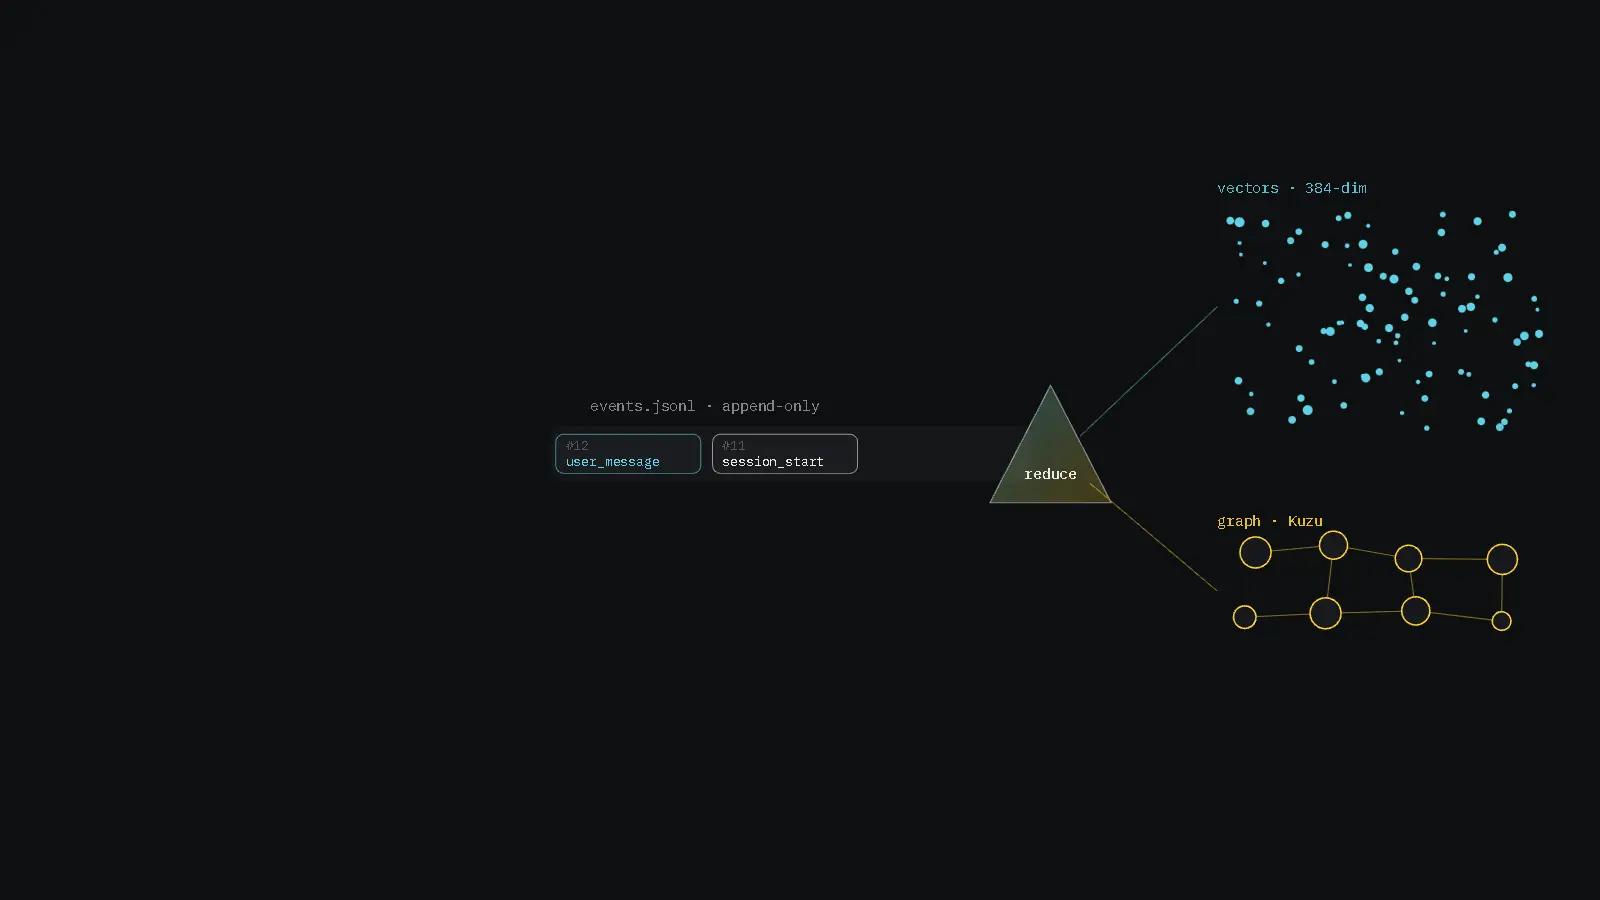 vectors · 384-dim
events.jsonl · append-only
#12
user_message
#11
session_start
reduce
graph · Kuzu